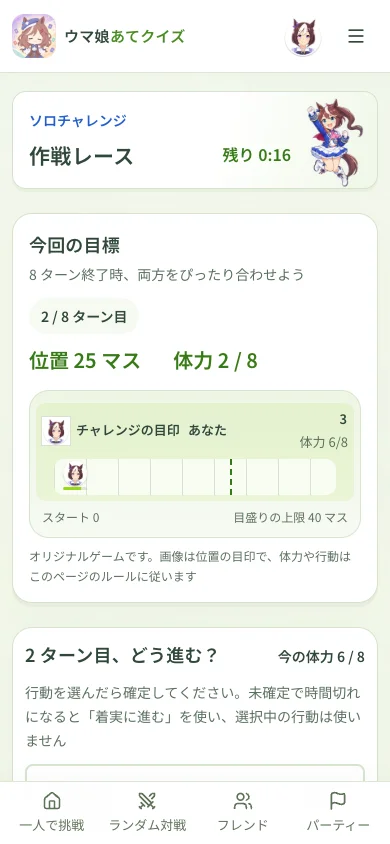 ウマ娘あてクイズ
ソロチャレンジ
作戦レース
残り 0:16
今回の目標
8 ターン終了時、両方をぴったり合わせよう
2 / 8 ターン目
位置 25 マス 体力 2 / 8
チャレンジの目印 あなた
3
体力 6/8
スタート 0
目盛りの上限 40 マス
オリジナルゲームです。画像は位置の目印で、体力や行動は
このページのルールに従います
2 ターン目、どう進む？
今の体力 6 / 8
行動を選んだら確定してください。未確定で時間切れ
になると「着実に進む」を使い、選択中の行動は使い
ません
一人で挑戦
ランダム対戦
フレンド
パーティー